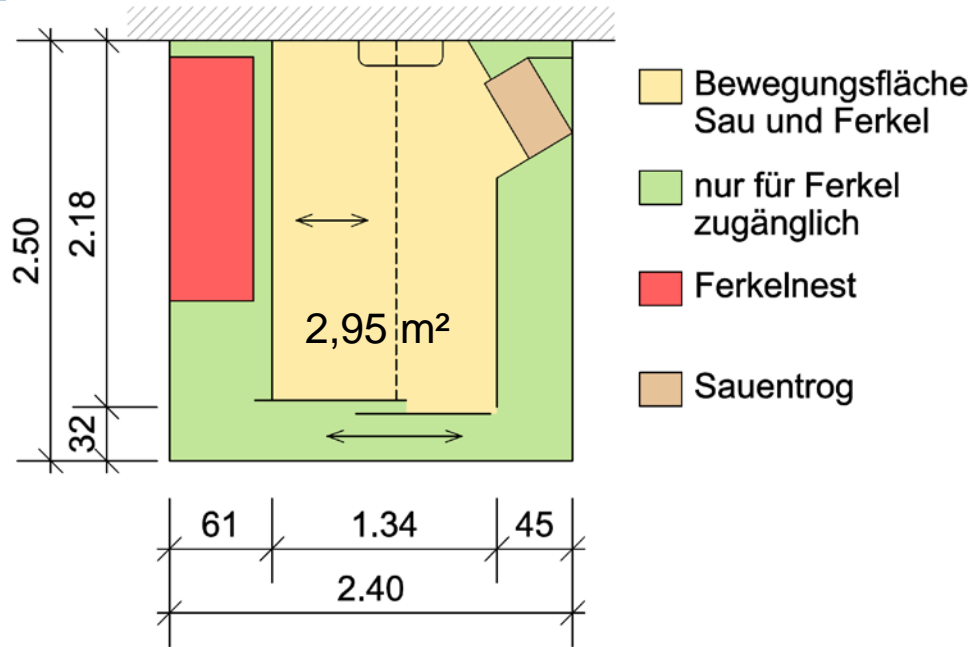 Bewegungsfläche
Sau und Ferkel
nur für Ferkel
zugänglich
Ferkelnest
Sauentrog
2.50
2.18
32
2,95 m²
61 1.34 45
2.40